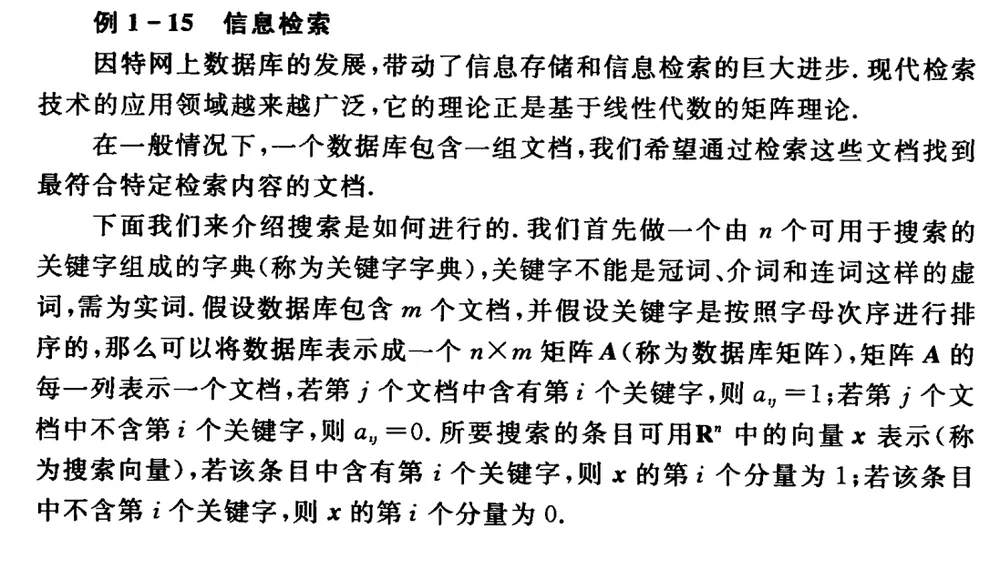 例1-15 信息检索
因特网上数据库的发展,带动了信息存储和信息检索的巨大进步.现代检索
技术的应用领域越来越广泛,它的理论正是基于线性代数的矩阵理论.
在一般情况下,一个数据库包含一组文档,我们希望通过检索这些文档找到
最符合特定检索内容的文档.
下面我们来介绍搜索是如何进行的.我们首先做一个由 n 个可用于搜索的
关键字组成的字典(称为关键字字典),关键字不能是冠词、介词和连词这样的虚
词,需为实词.假设数据库包含 m 个文档,并假设关键字是按照字母次序进行排
序的,那么可以将数据库表示成一个 n×m 矩阵 A(称为数据库矩阵),矩阵 A 的
每一列表示一个文档,若第 j 个文档中含有第 i 个关键字,则 aᵢⱼ=1;若第 j 个文
档中不含第 i 个关键字,则 aᵢⱼ=0.所要搜索的条目可用Rⁿ 中的向量 x 表示(称
为搜索向量),若该条目中含有第 i 个关键字,则 x 的第 i 个分量为 1;若该条目
中不含第 i 个关键字,则 x 的第 i 个分量为 0.